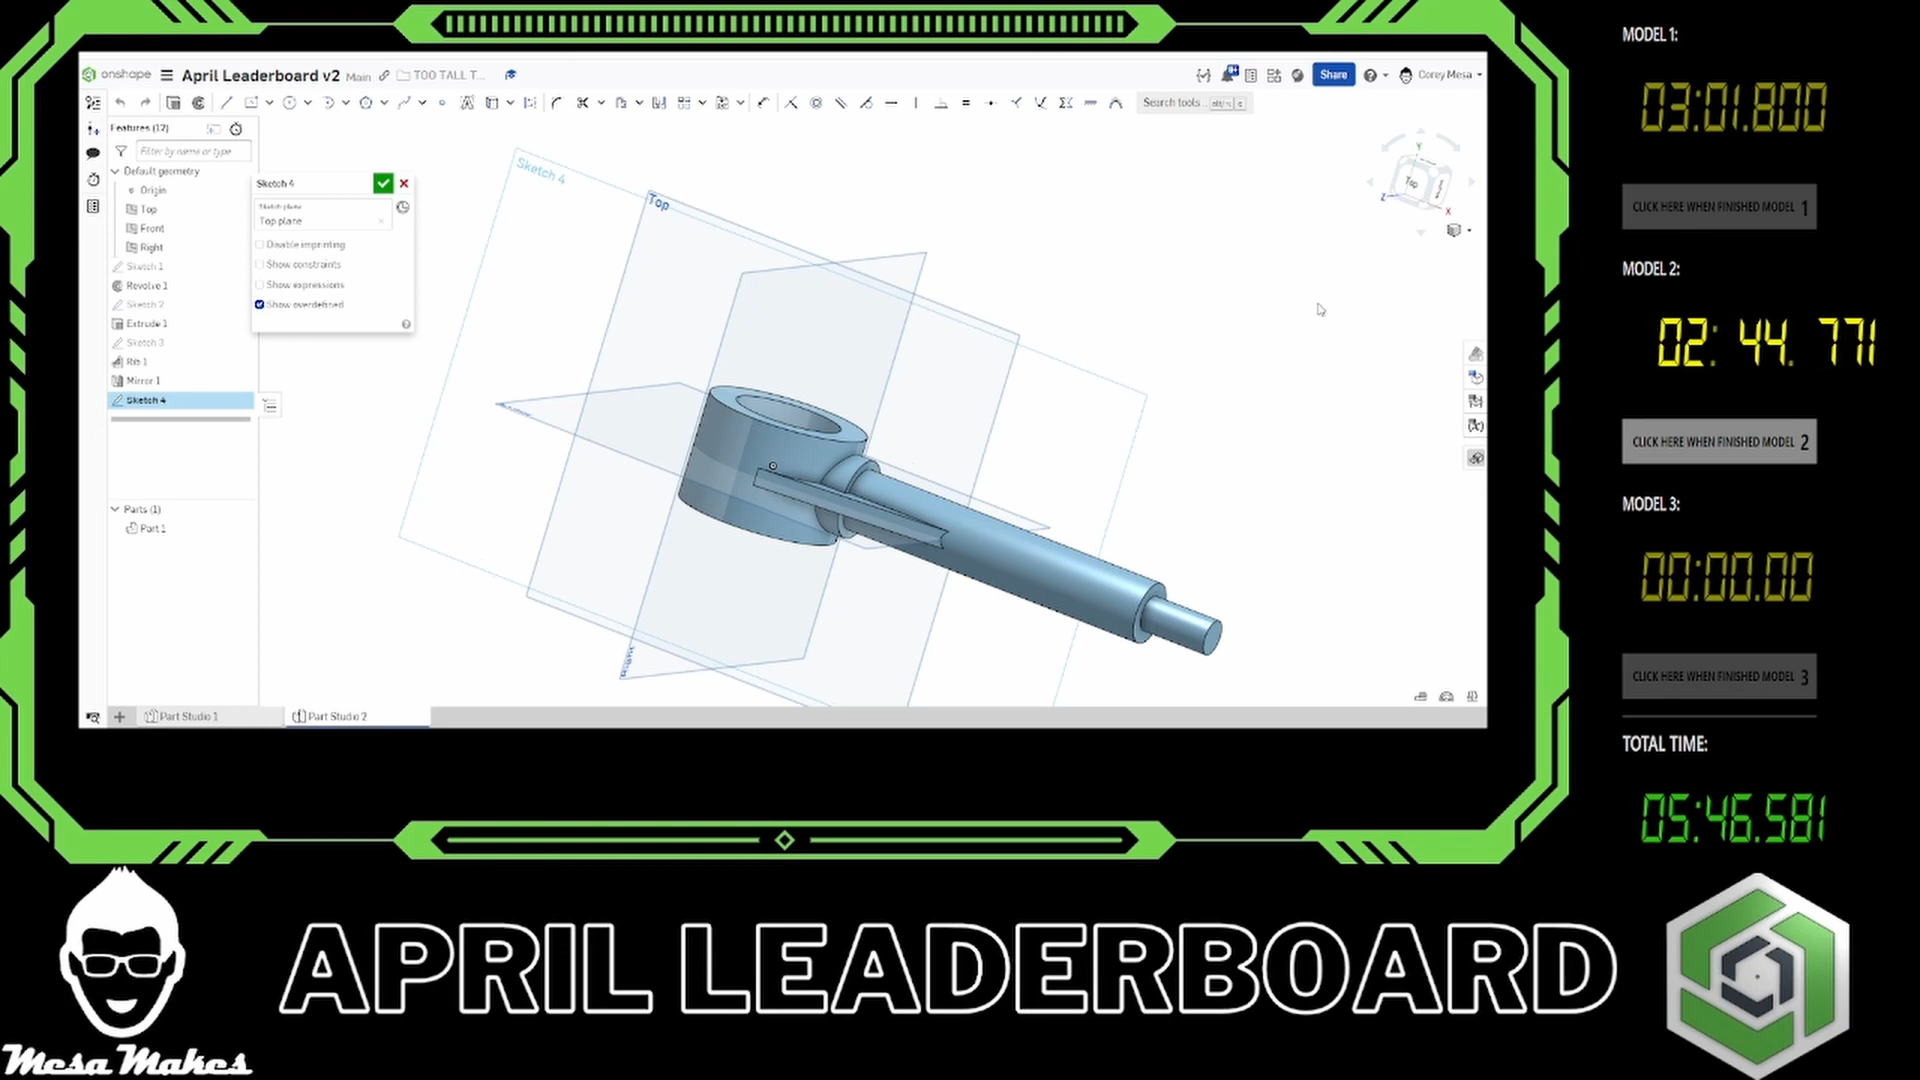 onshape April Leaderboard v2 Main TOO TALL T...
Share Corey Mesa
Search tools... alt/⌥ c
Features (12)
Filter by name or type
Default geometry
Origin
Top
Front
Right
Sketch 1
Revolve 1
Sketch 2
Extrude 1
Sketch 3
Rib 1
Mirror 1
Sketch 4
Parts (1)
Part 1
Sketch 4
Sketch plane
Top plane
Disable imprinting
Show constraints
Show expressions
Show overdefined
Sketch 4
Top
Top
Y
Z
X
Part Studio 1
Part Studio 2
MODEL 1:
03:01.800
CLICK HERE WHEN FINISHED MODEL 1
MODEL 2:
02: 44. 771
CLICK HERE WHEN FINISHED MODEL 2
MODEL 3:
00:00.00
CLICK HERE WHEN FINISHED MODEL 3
TOTAL TIME:
05:46.581
Mesa Makes
APRIL LEADERBOARD